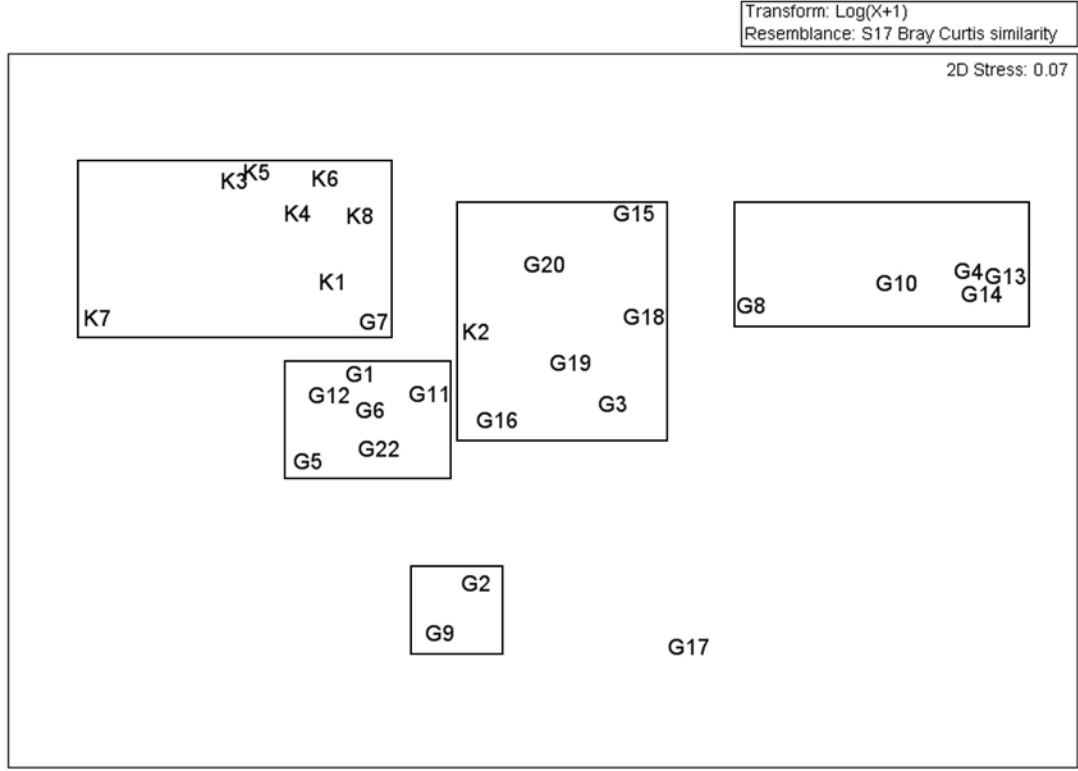 Transform: Log(X+1)
Resemblance: S17 Bray Curtis similarity
2D Stress: 0.07
K3
K5
K6
K4
K8
K1
K7
G7
G15
G20
G18
K2
G19
G3
G16
G4
G13
G10
G14
G8
G1
G12
G11
G6
G22
G5
G2
G9
G17